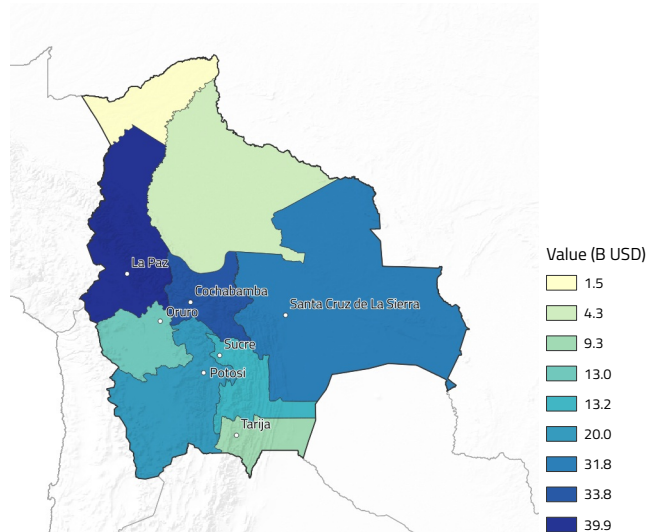 La Paz
Cochabamba
Oruro
Santa Cruz de La Sierra
Sucre
Potosi
Tarija
Value (B USD)
1.5
4.3
9.3
13.0
13.2
20.0
31.8
33.8
39.9